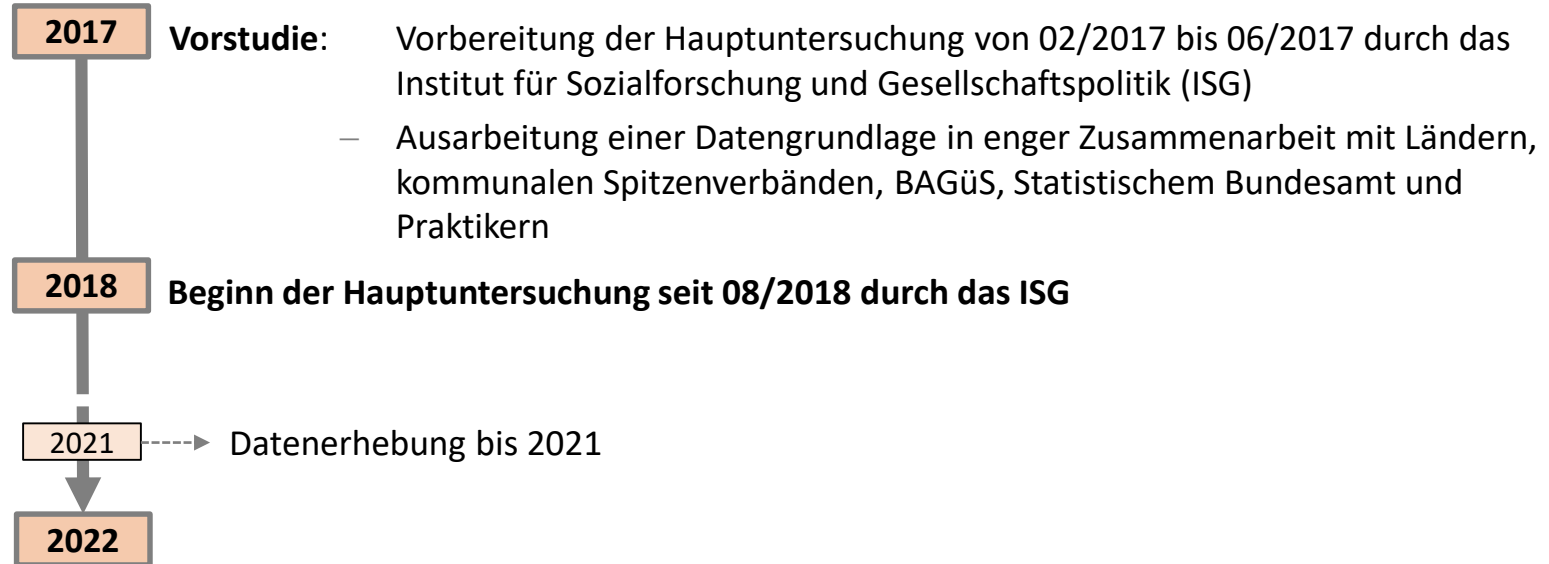 2017
Vorstudie: Vorbereitung der Hauptuntersuchung von 02/2017 bis 06/2017 durch das
Institut für Sozialforschung und Gesellschaftspolitik (ISG)
– Ausarbeitung einer Datengrundlage in enger Zusammenarbeit mit Ländern,
kommunalen Spitzenverbänden, BAGüS, Statistischem Bundesamt und
Praktikern
2018
Beginn der Hauptuntersuchung seit 08/2018 durch das ISG
2021
Datenerhebung bis 2021
2022